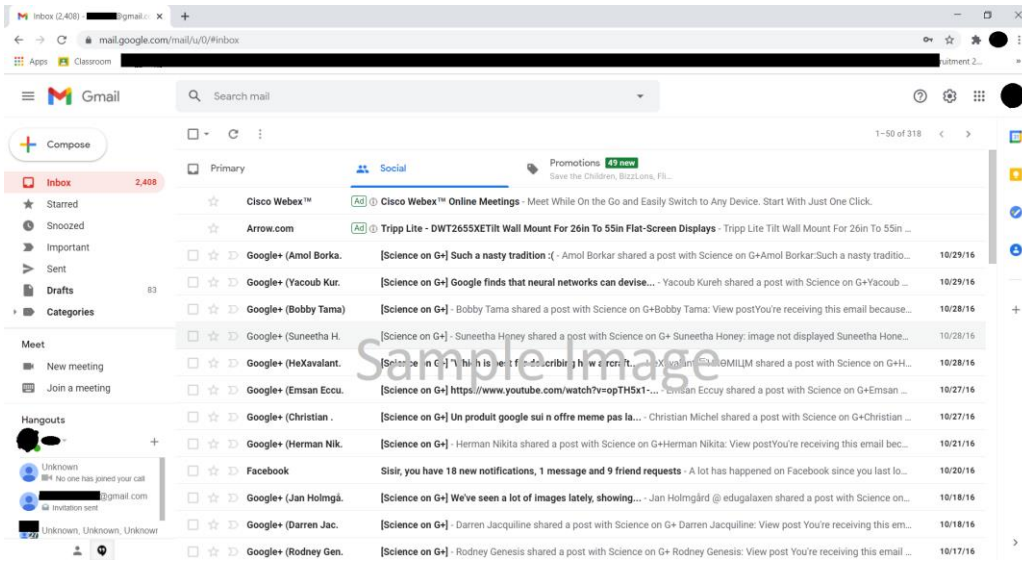 Inbox (2,408) - @gmail.c
mail.google.com/mail/u/0/#inbox
Apps Classroom ruitment 2...
Gmail
Search mail
Compose
1–50 of 318
Primary
Social
Promotions 49 new
Save the Children, BizzLons, Fli...
Inbox 2,408
Starred
Snoozed
Important
Sent
Drafts 83
Categories
Meet
New meeting
Join a meeting
Hangouts
Unknown
No one has joined your call
@gmail.com
Invitation sent
Unknown, Unknown, Unknowr
Cisco Webex™ Ad Cisco Webex™ Online Meetings - Meet While On the Go and Easily Switch to Any Device. Start With Just One Click.
Arrow.com Ad Tripp Lite - DWT2655XETilt Wall Mount For 26in To 55in Flat-Screen Displays - Tripp Lite Tilt Wall Mount For 26in To 55in ...
Google+ (Amol Borka. [Science on G+] Such a nasty tradition :( - Amol Borkar shared a post with Science on G+Amol Borkar:Such a nasty traditio... 10/29/16
Google+ (Yacoub Kur. [Science on G+] Google finds that neural networks can devise... - Yacoub Kureh shared a post with Science on G+Yacoub ... 10/29/16
Google+ (Bobby Tama) [Science on G+] - Bobby Tama shared a post with Science on G+Bobby Tama: View postYou're receiving this email because... 10/28/16
Google+ (Suneetha H. [Science on G+] - Suneetha Honey shared a post with Science on G+ Suneetha Honey: image not displayed Suneetha Hone... 10/28/16
Sample Image
Google+ (HeXavalant. [Science on G+] "Which is best for describing how aircraft... shared a post with Science on G+H... 10/28/16
Google+ (Emsan Eccu. [Science on G+] https://www.youtube.com/watch?v=opTH5x1-... - Emsan Eccuy shared a post with Science on G+Emsan ... 10/27/16
Google+ (Christian . [Science on G+] Un produit google sui n offre meme pas la... - Christian Michel shared a post with Science on G+Christian ... 10/27/16
Google+ (Herman Nik. [Science on G+] - Herman Nikita shared a post with Science on G+Herman Nikita: View postYou're receiving this email bec... 10/21/16
Facebook Sisir, you have 18 new notifications, 1 message and 9 friend requests - A lot has happened on Facebook since you last lo... 10/20/16
Google+ (Jan Holmgå. [Science on G+] We've seen a lot of images lately, showing... - Jan Holmgård @ edugalaxen shared a post with Science on... 10/18/16
Google+ (Darren Jac. [Science on G+] - Darren Jacquiline shared a post with Science on G+ Darren Jacquiline: View post You're receiving this em... 10/18/16
Google+ (Rodney Gen. [Science on G+] - Rodney Genesis shared a post with Science on G+ Rodney Genesis: View post You're receiving this email ... 10/17/16